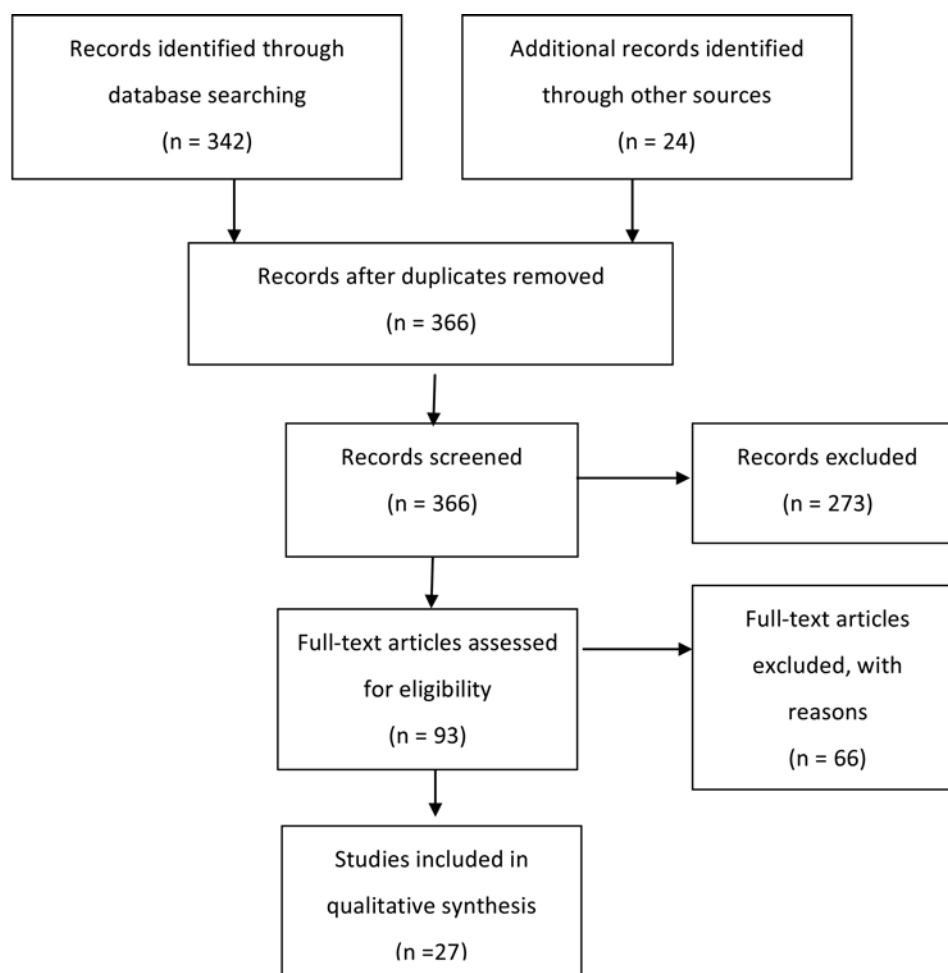 Records identified through
database searching
(n = 342)
Additional records identified
through other sources
(n = 24)
Records after duplicates removed
(n = 366)
Records screened
(n = 366)
Records excluded
(n = 273)
Full-text articles assessed
for eligibility
(n = 93)
Full-text articles
excluded, with
reasons
(n = 66)
Studies included in
qualitative synthesis
(n =27)